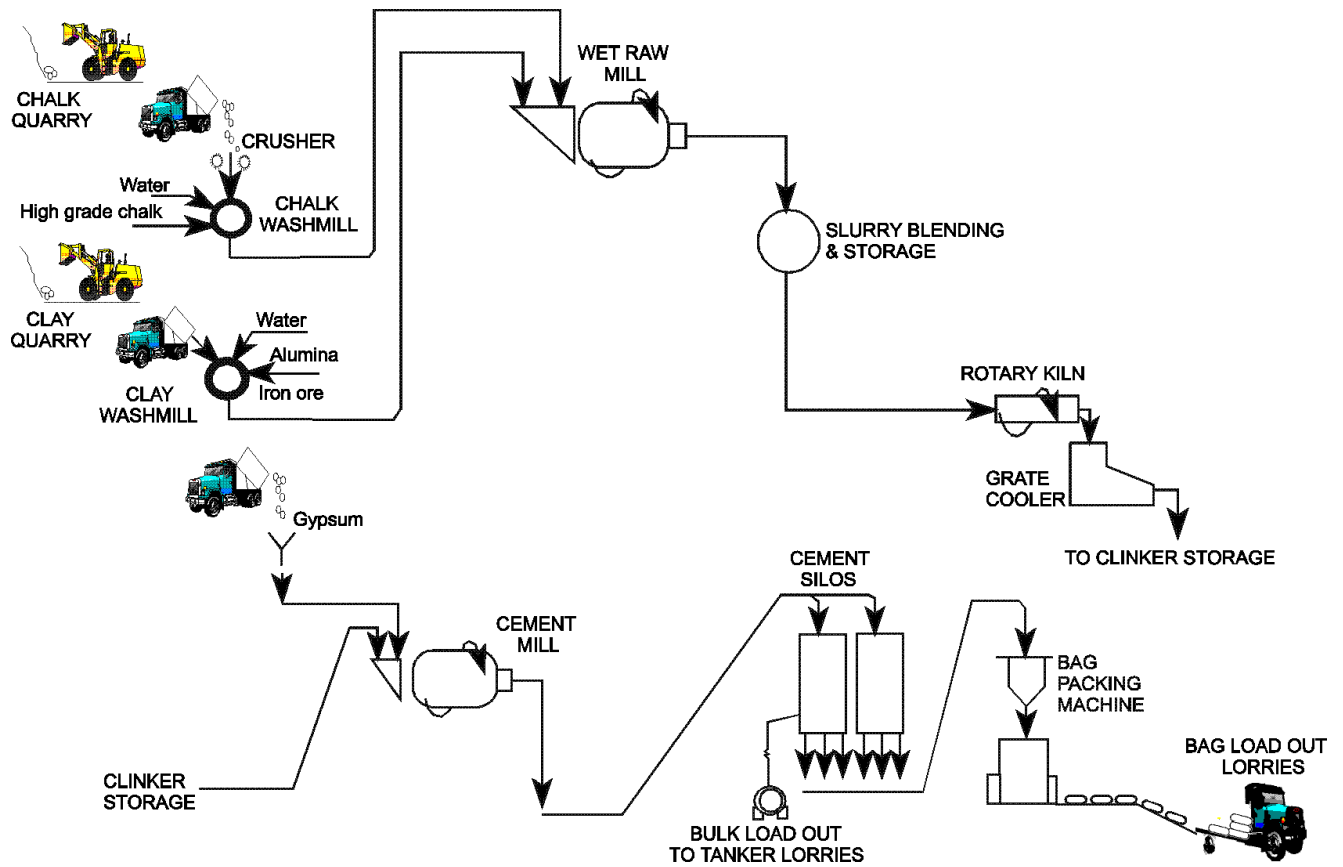 CHALK
QUARRY
CRUSHER
Water
High grade chalk
CHALK
WASHMILL
CLAY
QUARRY
Water
Alumina
Iron ore
CLAY
WASHMILL
WET RAW
MILL
SLURRY BLENDING
& STORAGE
ROTARY KILN
GRATE
COOLER
TO CLINKER STORAGE
Gypsum
CEMENT
MILL
CLINKER
STORAGE
CEMENT
SILOS
BULK LOAD OUT
TO TANKER LORRIES
BAG
PACKING
MACHINE
BAG LOAD OUT
LORRIES